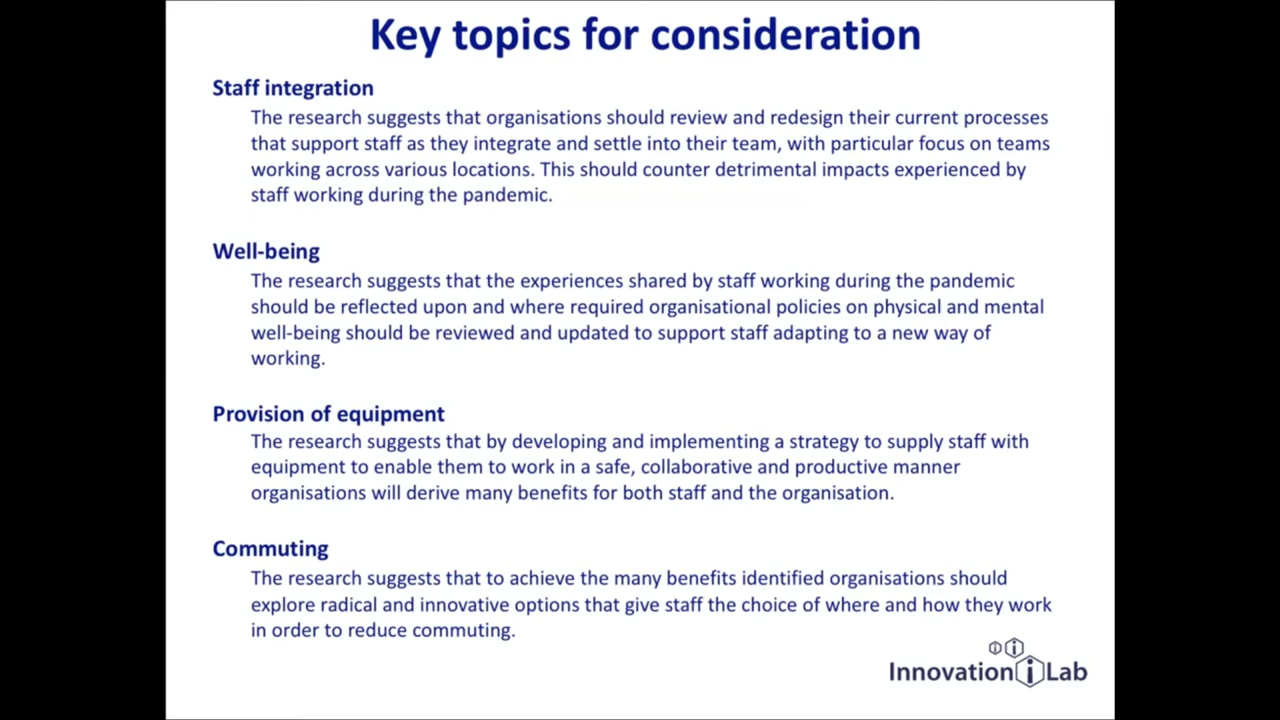 Key topics for consideration
Staff integration
The research suggests that organisations should review and redesign their current processes
that support staff as they integrate and settle into their team, with particular focus on teams
working across various locations. This should counter detrimental impacts experienced by
staff working during the pandemic.
Well-being
The research suggests that the experiences shared by staff working during the pandemic
should be reflected upon and where required organisational policies on physical and mental
well-being should be reviewed and updated to support staff adapting to a new way of
working.
Provision of equipment
The research suggests that by developing and implementing a strategy to supply staff with
equipment to enable them to work in a safe, collaborative and productive manner
organisations will derive many benefits for both staff and the organisation.
Commuting
The research suggests that to achieve the many benefits identified organisations should
explore radical and innovative options that give staff the choice of where and how they work
in order to reduce commuting.
i i
Innovation i Lab